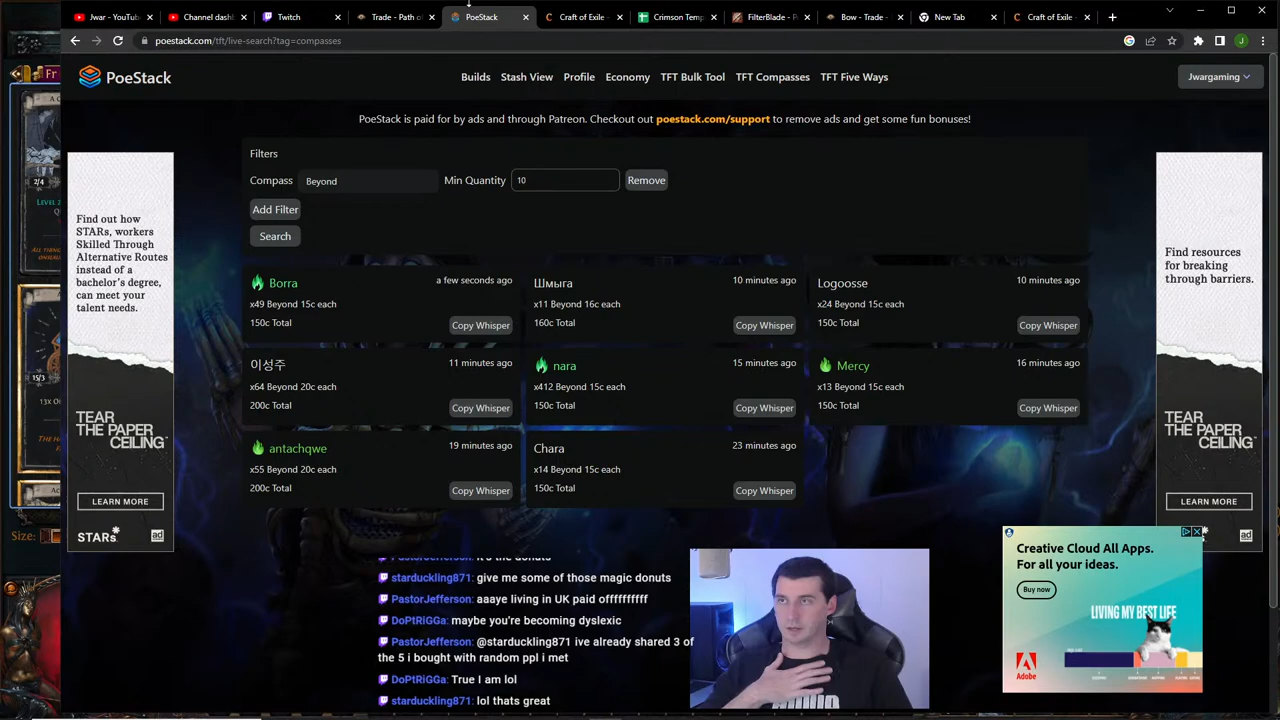 Jwar - YouTu
Channel dash
Twitch
Trade - Path o
PoeStack
Craft of Exile
Crimson Temp
FilterBlade - P
Bow - Trade -
New Tab
Craft of Exile
poestack.com/tft/live-search?tag=compasses
J
PoeStack
Builds
Stash View
Profile
Economy
TFT Bulk Tool
TFT Compasses
TFT Five Ways
Jwargaming
PoeStack is paid for by ads and through Patreon. Checkout out poestack.com/support to remove ads and get some fun bonuses!
Filters
Compass
Beyond
Min Quantity
10
Remove
Add Filter
Search
Borra
a few seconds ago
x49 Beyond 15c each
150c Total
Copy Whisper
Шмыга
10 minutes ago
x11 Beyond 16c each
160c Total
Copy Whisper
Logoosse
10 minutes ago
x24 Beyond 15c each
150c Total
Copy Whisper
이성주
11 minutes ago
x64 Beyond 20c each
200c Total
Copy Whisper
nara
15 minutes ago
x412 Beyond 15c each
150c Total
Copy Whisper
Mercy
16 minutes ago
x13 Beyond 15c each
150c Total
Copy Whisper
antachqwe
19 minutes ago
x55 Beyond 20c each
200c Total
Copy Whisper
Chara
23 minutes ago
x14 Beyond 15c each
150c Total
Copy Whisper
Find out how
STARs, workers
Skilled Through
Alternative Routes
instead of a
bachelor's degree,
can meet your
talent needs.
TEAR
THE PAPER
CEILING
LEARN MORE
STARs
ad
Find resources
for breaking
through barriers.
TEAR
THE PAPER
CEILING
LEARN MORE
ad
Fr
2/4
15/3
Size:
PastorJefferson: it's the donuts
starduckling871: give me some of those magic donuts
PastorJefferson: aaaye living in UK paid offfffffff
DoPtRiGGa: maybe you're becoming dyslexic
PastorJefferson: @starduckling871 ive already shared 3 of
the 5 i bought with random ppl i met
DoPtRiGGa: True I am lol
starduckling871: lol thats great
Creative Cloud All Apps.
For all your ideas.
Buy now
LIVING MY BEST LIFE
Adobe